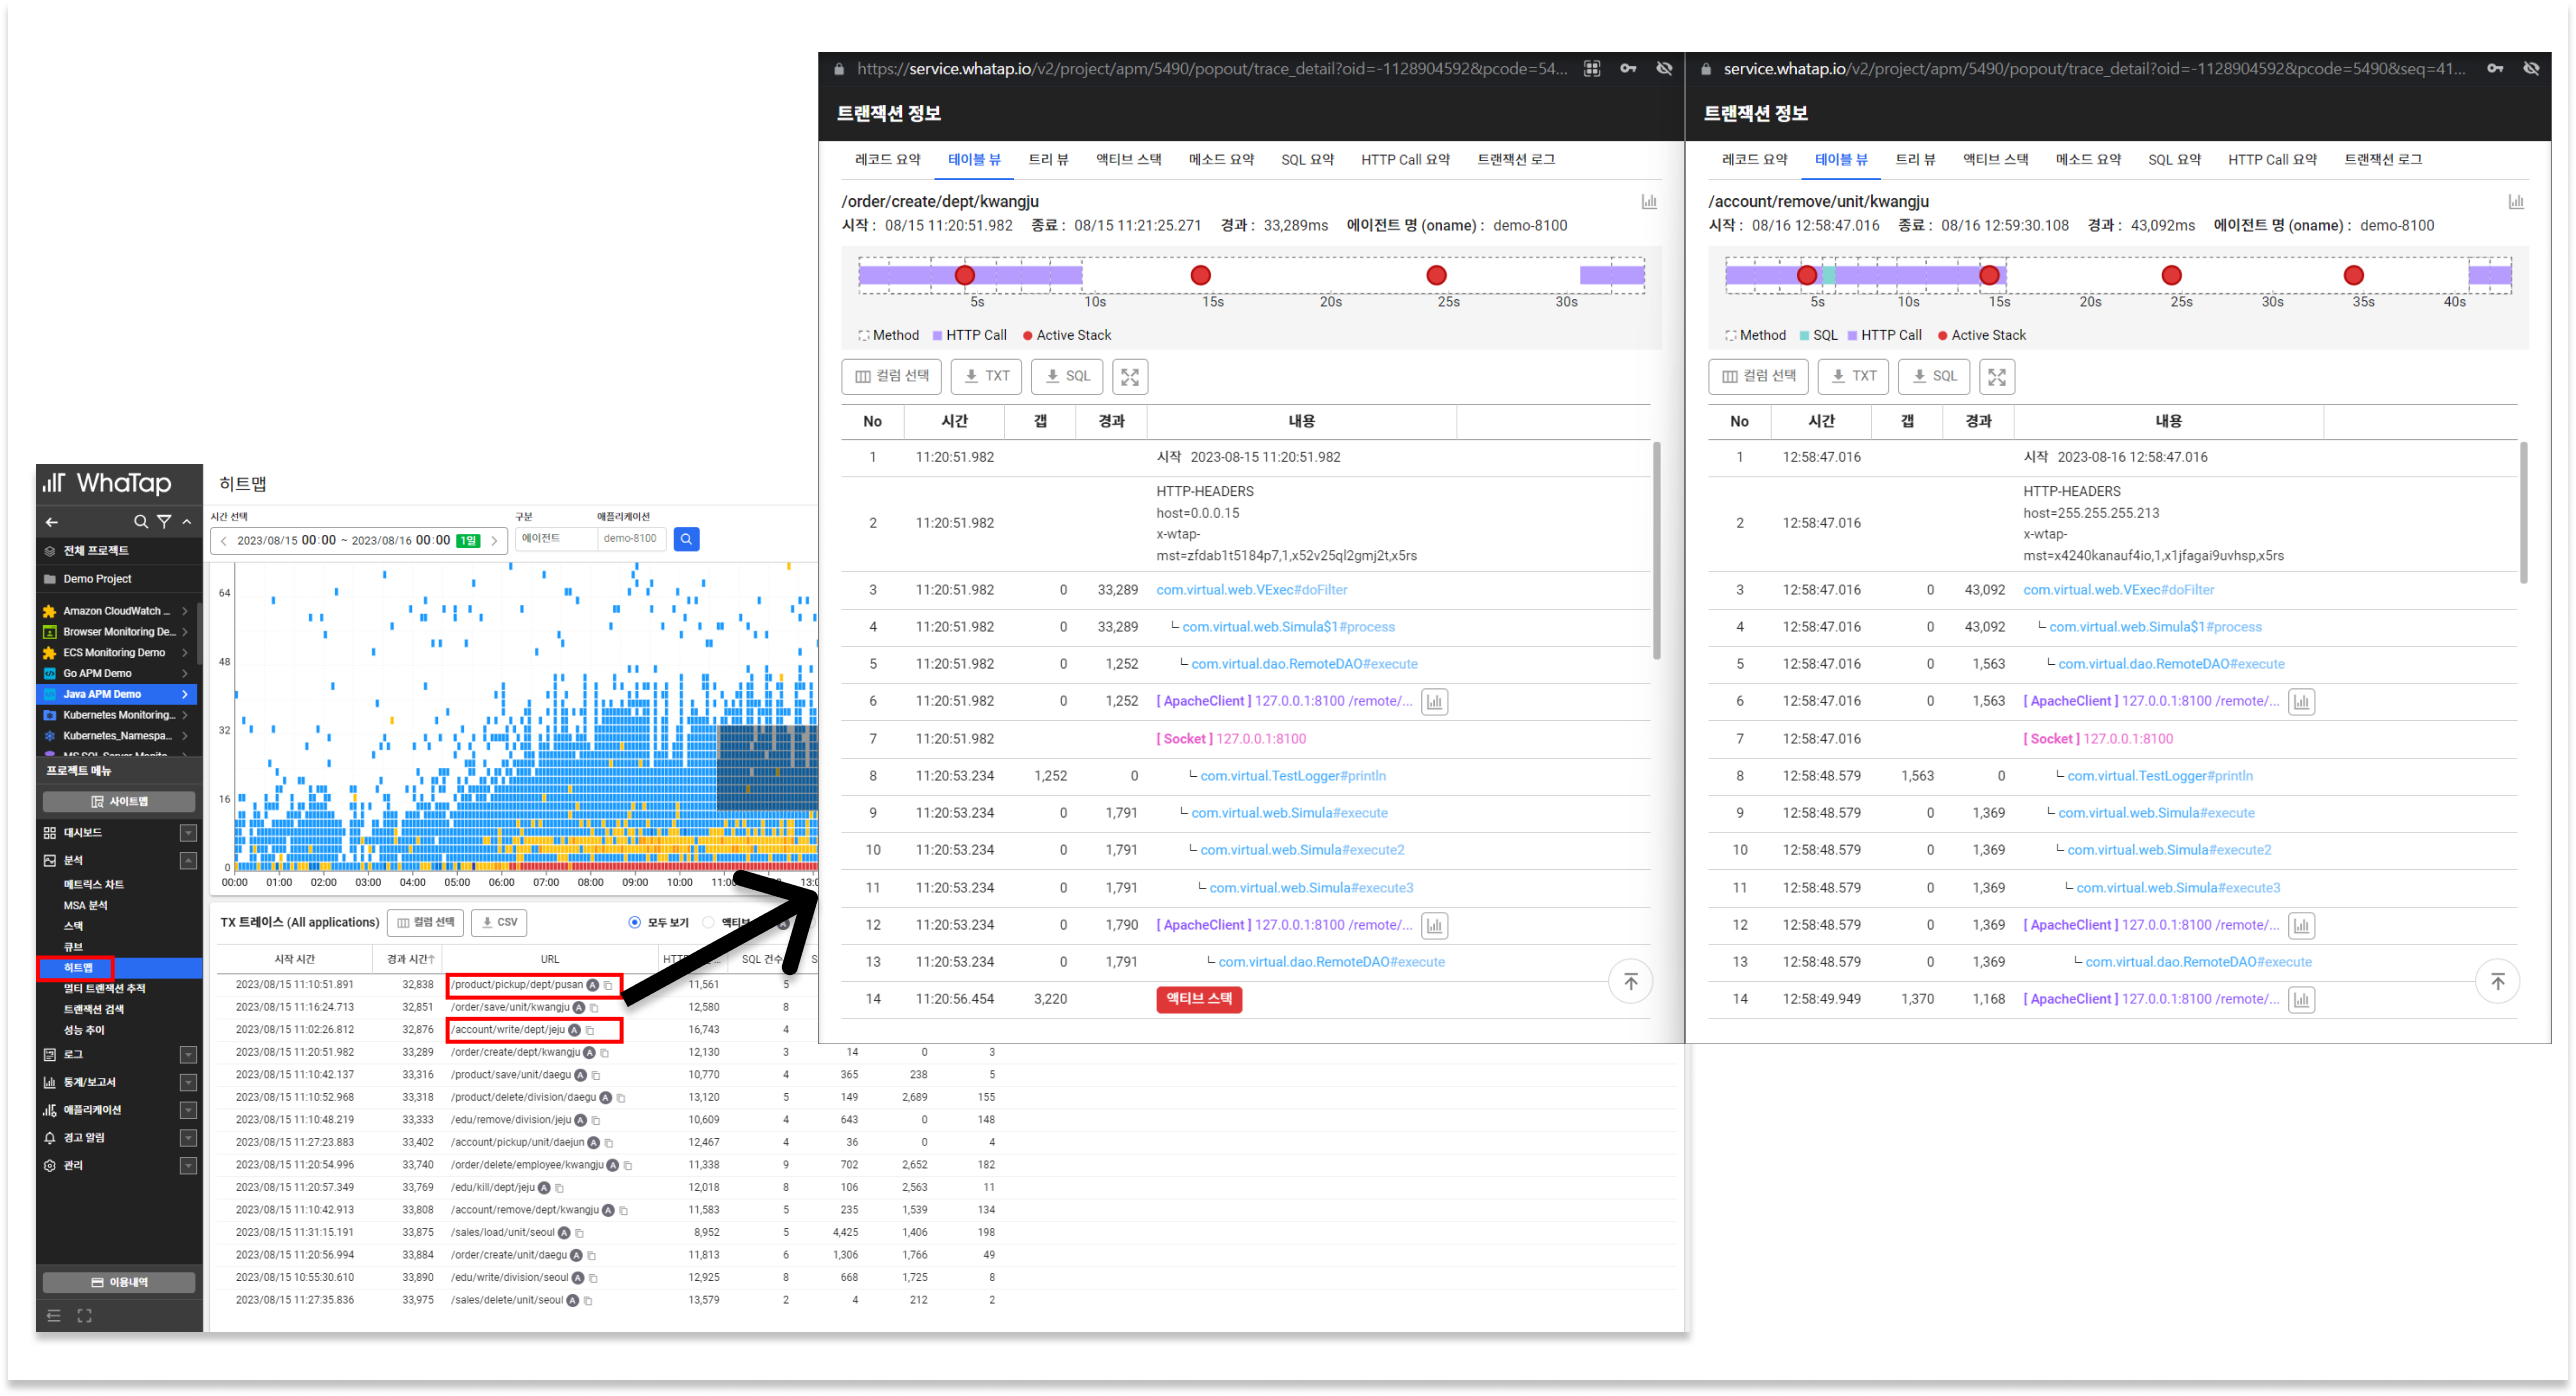 WhaTap
전체 프로젝트
Demo Project
Amazon CloudWatch ...
Browser Monitoring De...
ECS Monitoring Demo
Go APM Demo
Java APM Demo
Kubernetes Monitoring...
Kubernetes_Namespa...
MS SQL Server Monito...
프로젝트 메뉴
사이트맵
대시보드
분석
메트릭스 차트
MSA 분석
스택
큐브
히트맵
멀티 트랜잭션 추적
트랜잭션 검색
성능 추이
로그
통계/보고서
애플리케이션
경고 알림
관리
이용내역
히트맵
시간 선택 구분 애플리케이션
2023/08/15 00:00 ~ 2023/08/16 00:00 1일 에이전트 demo-8100
64
48
32
16
0
00:00 01:00 02:00 03:00 04:00 05:00 06:00 07:00 08:00 09:00 10:00
TX 트레이스 (All applications) 컬럼 선택 CSV 모두 보기
시작 시간 경과 시간↑ URL SQL 건수
2023/08/15 11:10:51.891 32,838 /product/pickup/dept/pusan A 11,561 5
2023/08/15 11:16:24.713 32,851 /order/save/unit/kwangju A 12,580 8
2023/08/15 11:02:26.812 32,876 /account/write/dept/jeju A 16,743 4
2023/08/15 11:20:51.982 33,289 /order/create/dept/kwangju A 12,130 3 14 0 3
2023/08/15 11:10:42.137 33,316 /product/save/unit/daegu A 10,770 4 365 238 5
2023/08/15 11:10:52.968 33,318 /product/delete/division/daegu A 13,120 5 149 2,689 155
2023/08/15 11:10:48.219 33,333 /edu/remove/division/jeju A 10,609 4 643 0 148
2023/08/15 11:27:23.883 33,402 /account/pickup/unit/daejun A 12,467 4 36 0 4
2023/08/15 11:20:54.996 33,740 /order/delete/employee/kwangju A 11,338 9 702 2,652 182
2023/08/15 11:20:57.349 33,769 /edu/kill/dept/jeju A 12,018 8 106 2,563 11
2023/08/15 11:10:42.913 33,808 /account/remove/dept/kwangju A 11,583 5 235 1,539 134
2023/08/15 11:31:15.191 33,875 /sales/load/unit/seoul A 8,952 5 4,425 1,406 198
2023/08/15 11:20:56.994 33,884 /order/create/unit/daegu A 11,813 6 1,306 1,766 49
2023/08/15 10:55:30.610 33,890 /edu/write/division/seoul A 12,925 8 668 1,725 8
2023/08/15 11:27:35.836 33,975 /sales/delete/unit/seoul A 13,579 2 4 212 2
https://service.whatap.io/v2/project/apm/5490/popout/trace_detail?oid=-1128904592&pcode=54...
트랜잭션 정보
레코드 요약 테이블 뷰 트리 뷰 액티브 스택 메소드 요약 SQL 요약 HTTP Call 요약 트랜잭션 로그
/order/create/dept/kwangju
시작 : 08/15 11:20:51.982 종료 : 08/15 11:21:25.271 경과 : 33,289ms 에이전트 명 (oname) : demo-8100
5s 10s 15s 20s 25s 30s
Method HTTP Call Active Stack
컬럼 선택 TXT SQL
No 시간 갭 경과 내용
1 11:20:51.982 시작 2023-08-15 11:20:51.982
HTTP-HEADERS
host=0.0.0.15
2 11:20:51.982
x-wtap-
mst=zfdab1t5184p7,1,x52v25ql2gmj2t,x5rs
3 11:20:51.982 0 33,289 com.virtual.web.VExec#doFilter
4 11:20:51.982 0 33,289 com.virtual.web.Simula$1#process
5 11:20:51.982 0 1,252 com.virtual.dao.RemoteDAO#execute
6 11:20:51.982 0 1,252 [ ApacheClient ] 127.0.0.1:8100 /remote/...
7 11:20:51.982 [ Socket ] 127.0.0.1:8100
8 11:20:53.234 1,252 0 com.virtual.TestLogger#println
9 11:20:53.234 0 1,791 com.virtual.web.Simula#execute
10 11:20:53.234 0 1,791 com.virtual.web.Simula#execute2
11 11:20:53.234 0 1,791 com.virtual.web.Simula#execute3
12 11:20:53.234 0 1,790 [ ApacheClient ] 127.0.0.1:8100 /remote/...
13 11:20:53.234 0 1,791 com.virtual.dao.RemoteDAO#execute
14 11:20:56.454 3,220 액티브 스택
service.whatap.io/v2/project/apm/5490/popout/trace_detail?oid=-1128904592&pcode=5490&seq=41...
트랜잭션 정보
레코드 요약 테이블 뷰 트리 뷰 액티브 스택 메소드 요약 SQL 요약 HTTP Call 요약 트랜잭션 로그
/account/remove/unit/kwangju
시작 : 08/16 12:58:47.016 종료 : 08/16 12:59:30.108 경과 : 43,092ms 에이전트 명 (oname) : demo-8100
5s 10s 15s 20s 25s 30s 35s 40s
Method SQL HTTP Call Active Stack
컬럼 선택 TXT SQL
No 시간 갭 경과 내용
1 12:58:47.016 시작 2023-08-16 12:58:47.016
HTTP-HEADERS
host=255.255.255.213
2 12:58:47.016
x-wtap-
mst=x4240kanauf4io,1,x1jfagai9uvhsp,x5rs
3 12:58:47.016 0 43,092 com.virtual.web.VExec#doFilter
4 12:58:47.016 0 43,092 com.virtual.web.Simula$1#process
5 12:58:47.016 0 1,563 com.virtual.dao.RemoteDAO#execute
6 12:58:47.016 0 1,563 [ ApacheClient ] 127.0.0.1:8100 /remote/...
7 12:58:47.016 [ Socket ] 127.0.0.1:8100
8 12:58:48.579 1,563 0 com.virtual.TestLogger#println
9 12:58:48.579 0 1,369 com.virtual.web.Simula#execute
10 12:58:48.579 0 1,369 com.virtual.web.Simula#execute2
11 12:58:48.579 0 1,369 com.virtual.web.Simula#execute3
12 12:58:48.579 0 1,369 [ ApacheClient ] 127.0.0.1:8100 /remote/...
13 12:58:48.579 0 1,369 com.virtual.dao.RemoteDAO#execute
14 12:58:49.949 1,370 1,168 [ ApacheClient ] 127.0.0.1:8100 /remote/...